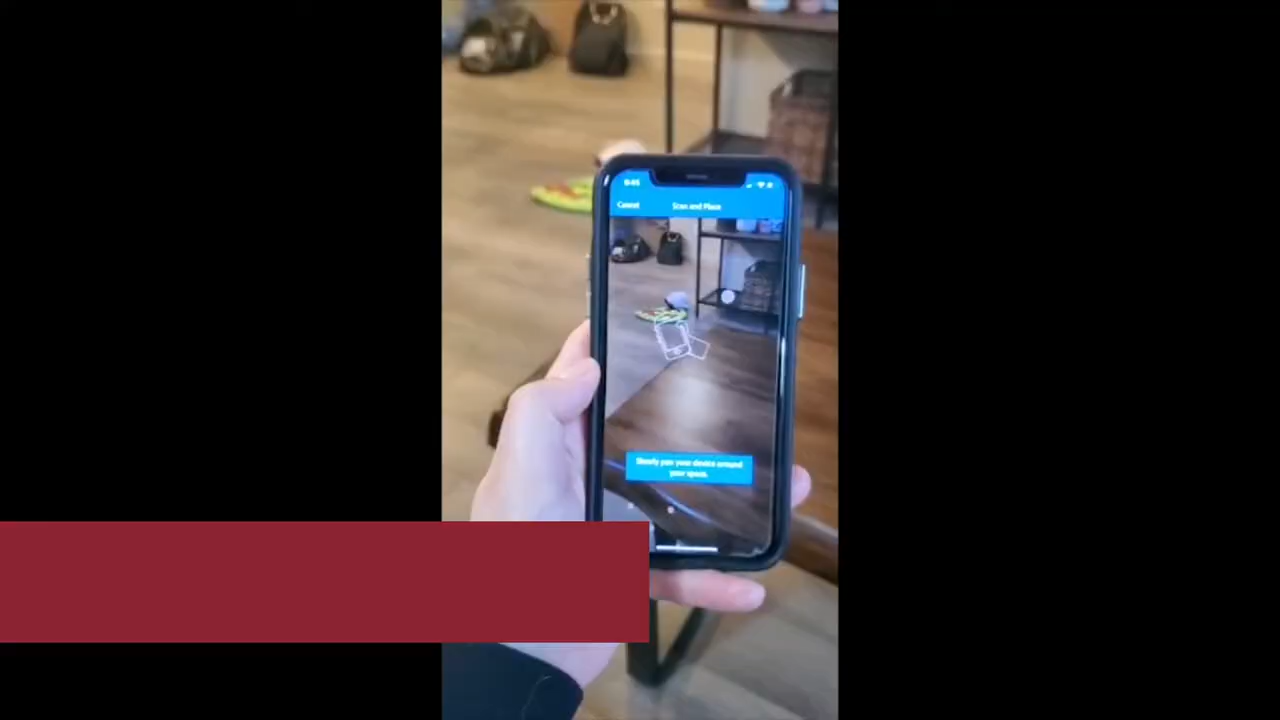 Cancel
Scan and Place
Slowly pan your device around
your space.